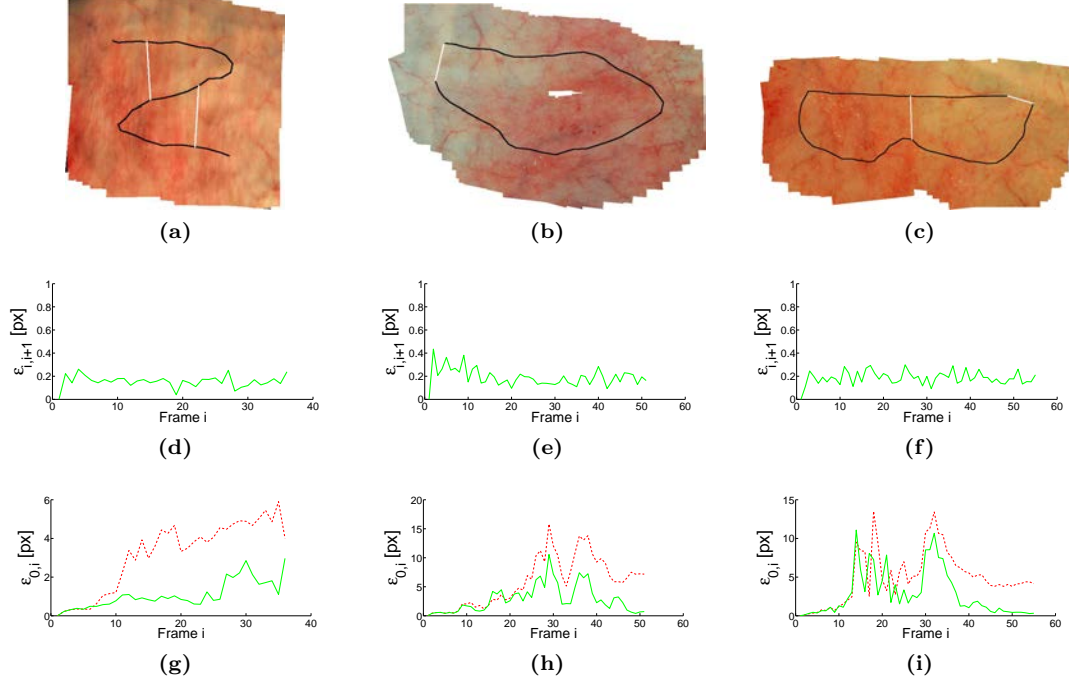 (a)
(b)
(c)
1
0.8
0.6
0.4
0.2
0
0 10 20 30 40
ε_{i,i+1} [px]
Frame i
(d)
1
0.8
0.6
0.4
0.2
0
0 10 20 30 40 50 60
ε_{i,i+1} [px]
Frame i
(e)
1
0.8
0.6
0.4
0.2
0
0 10 20 30 40 50 60
ε_{i,i+1} [px]
Frame i
(f)
6
4
2
0
0 10 20 30 40
ε_{0,i} [px]
Frame i
(g)
20
15
10
5
0
0 10 20 30 40 50 60
ε_{0,i} [px]
Frame i
(h)
15
10
5
0
0 10 20 30 40 50 60
ε_{0,i} [px]
Frame i
(i)